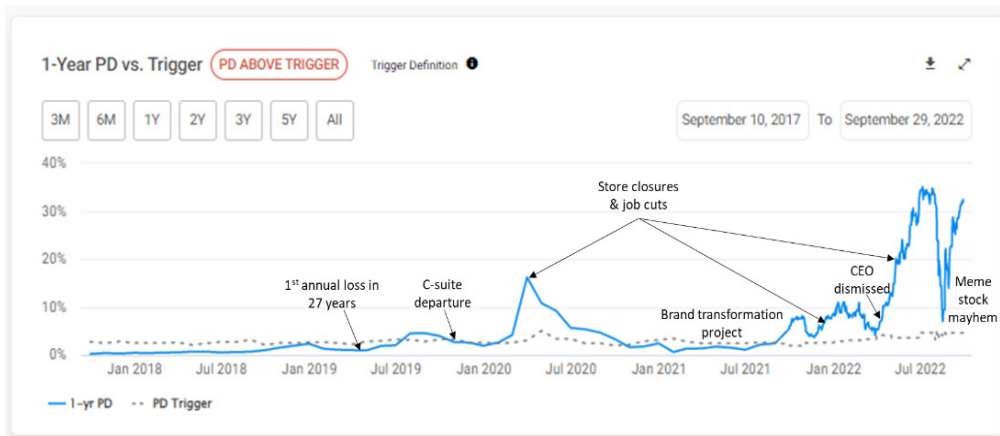 1-Year PD vs. Trigger PD ABOVE TRIGGER Trigger Definition
3M 6M 1Y 2Y 3Y 5Y All September 10, 2017 To September 29, 2022
40%
30%
20%
10%
0%
Store closures
& job cuts
1st annual loss in
27 years
C-suite
departure
Brand transformation
project
CEO
dismissed
Meme
stock
mayhem
Jan 2018 Jul 2018 Jan 2019 Jul 2019 Jan 2020 Jul 2020 Jan 2021 Jul 2021 Jan 2022 Jul 2022
1-yr PD PD Trigger